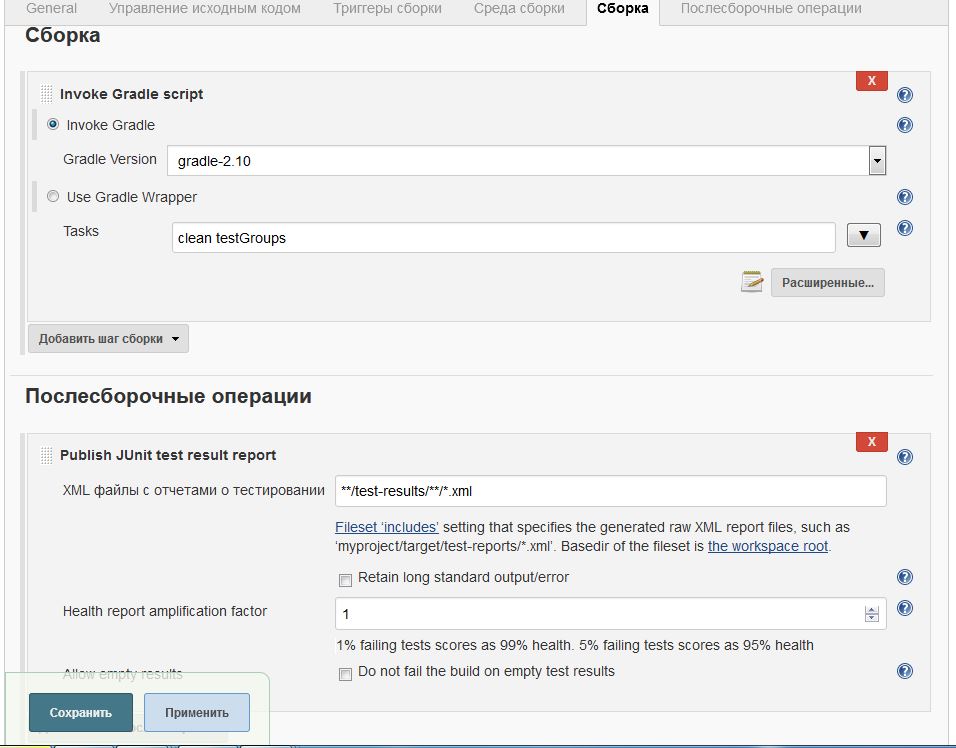 General Управление исходным кодом Триггеры сборки Среда сборки Сборка Послесборочные операции
Сборка
X
Invoke Gradle script
Invoke Gradle
Gradle Version gradle-2.10
Use Gradle Wrapper
Tasks clean testGroups
Расширенные...
Добавить шаг сборки
Послесборочные операции
X
Publish JUnit test result report
XML файлы с отчетами о тестировании **/test-results/**/*.xml
Fileset ‘includes’ setting that specifies the generated raw XML report files, such as
‘myproject/target/test-reports/*.xml’. Basedir of the fileset is the workspace root.
Retain long standard output/error
Health report amplification factor 1
1% failing tests scores as 99% health. 5% failing tests scores as 95% health
Allow empty results Do not fail the build on empty test results
Сохранить Применить